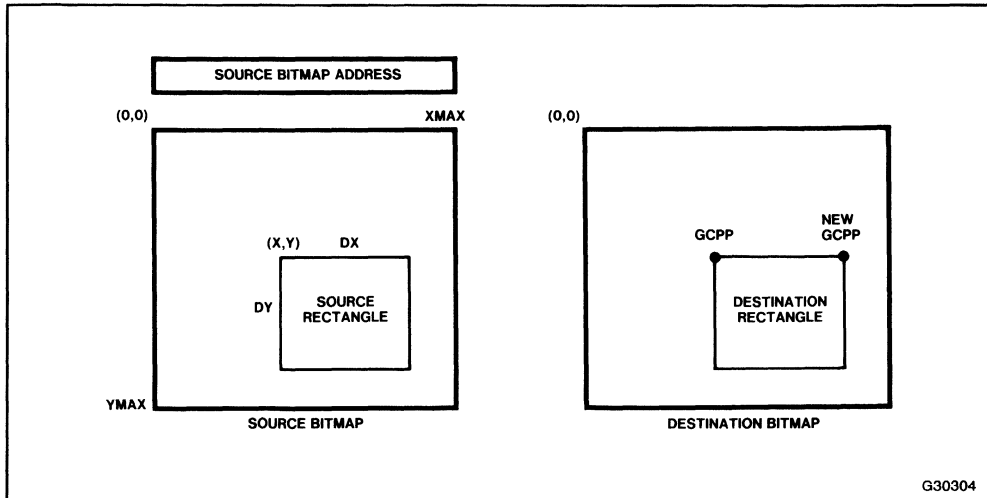 SOURCE BITMAP ADDRESS
(0,0)
XMAX
(0,0)
(X,Y)
DX
DY
SOURCE
RECTANGLE
YMAX
SOURCE BITMAP
GCPP
NEW
GCPP
DESTINATION
RECTANGLE
DESTINATION BITMAP
G30304